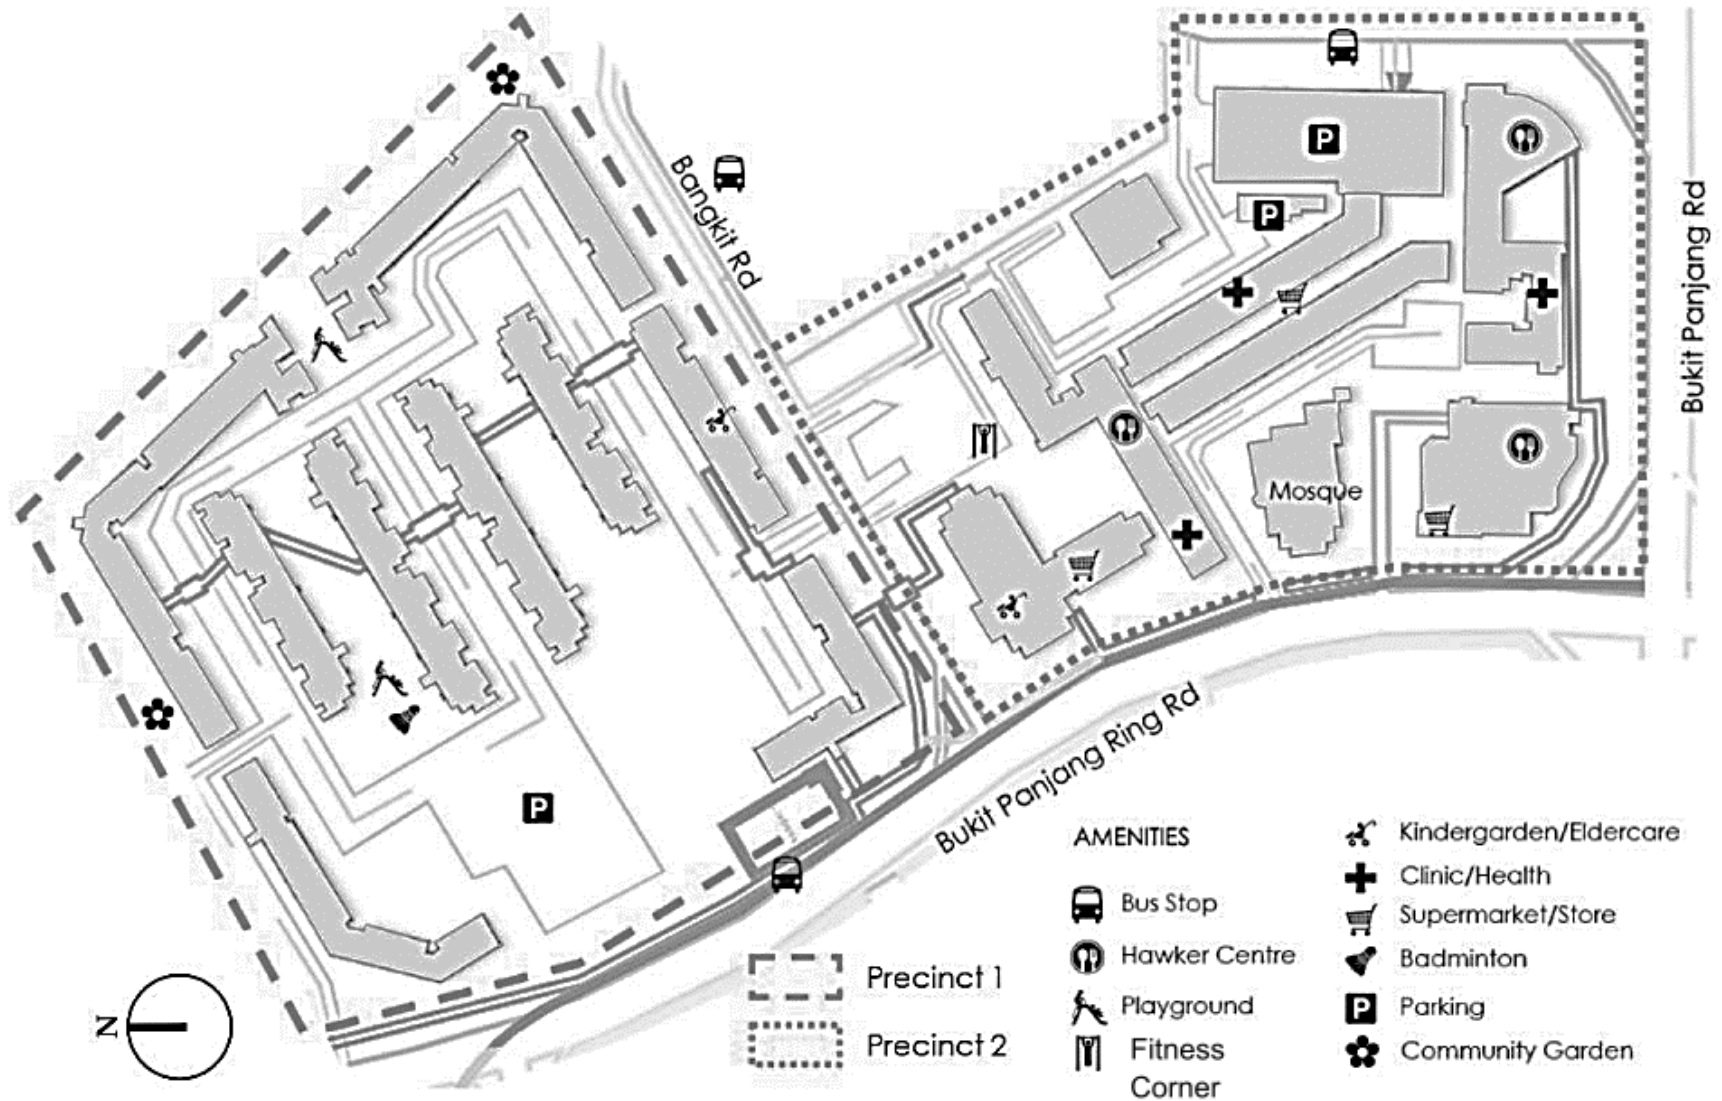 Bangkit Rd
Bukit Panjang Rd
P
P
Mosque
P
Bukit Panjang Ring Rd
N
Precinct 1
Precinct 2
AMENITIES
Bus Stop
Hawker Centre
Playground
Fitness
Corner
Kindergarden/Eldercare
Clinic/Health
Supermarket/Store
Badminton
P Parking
Community Garden